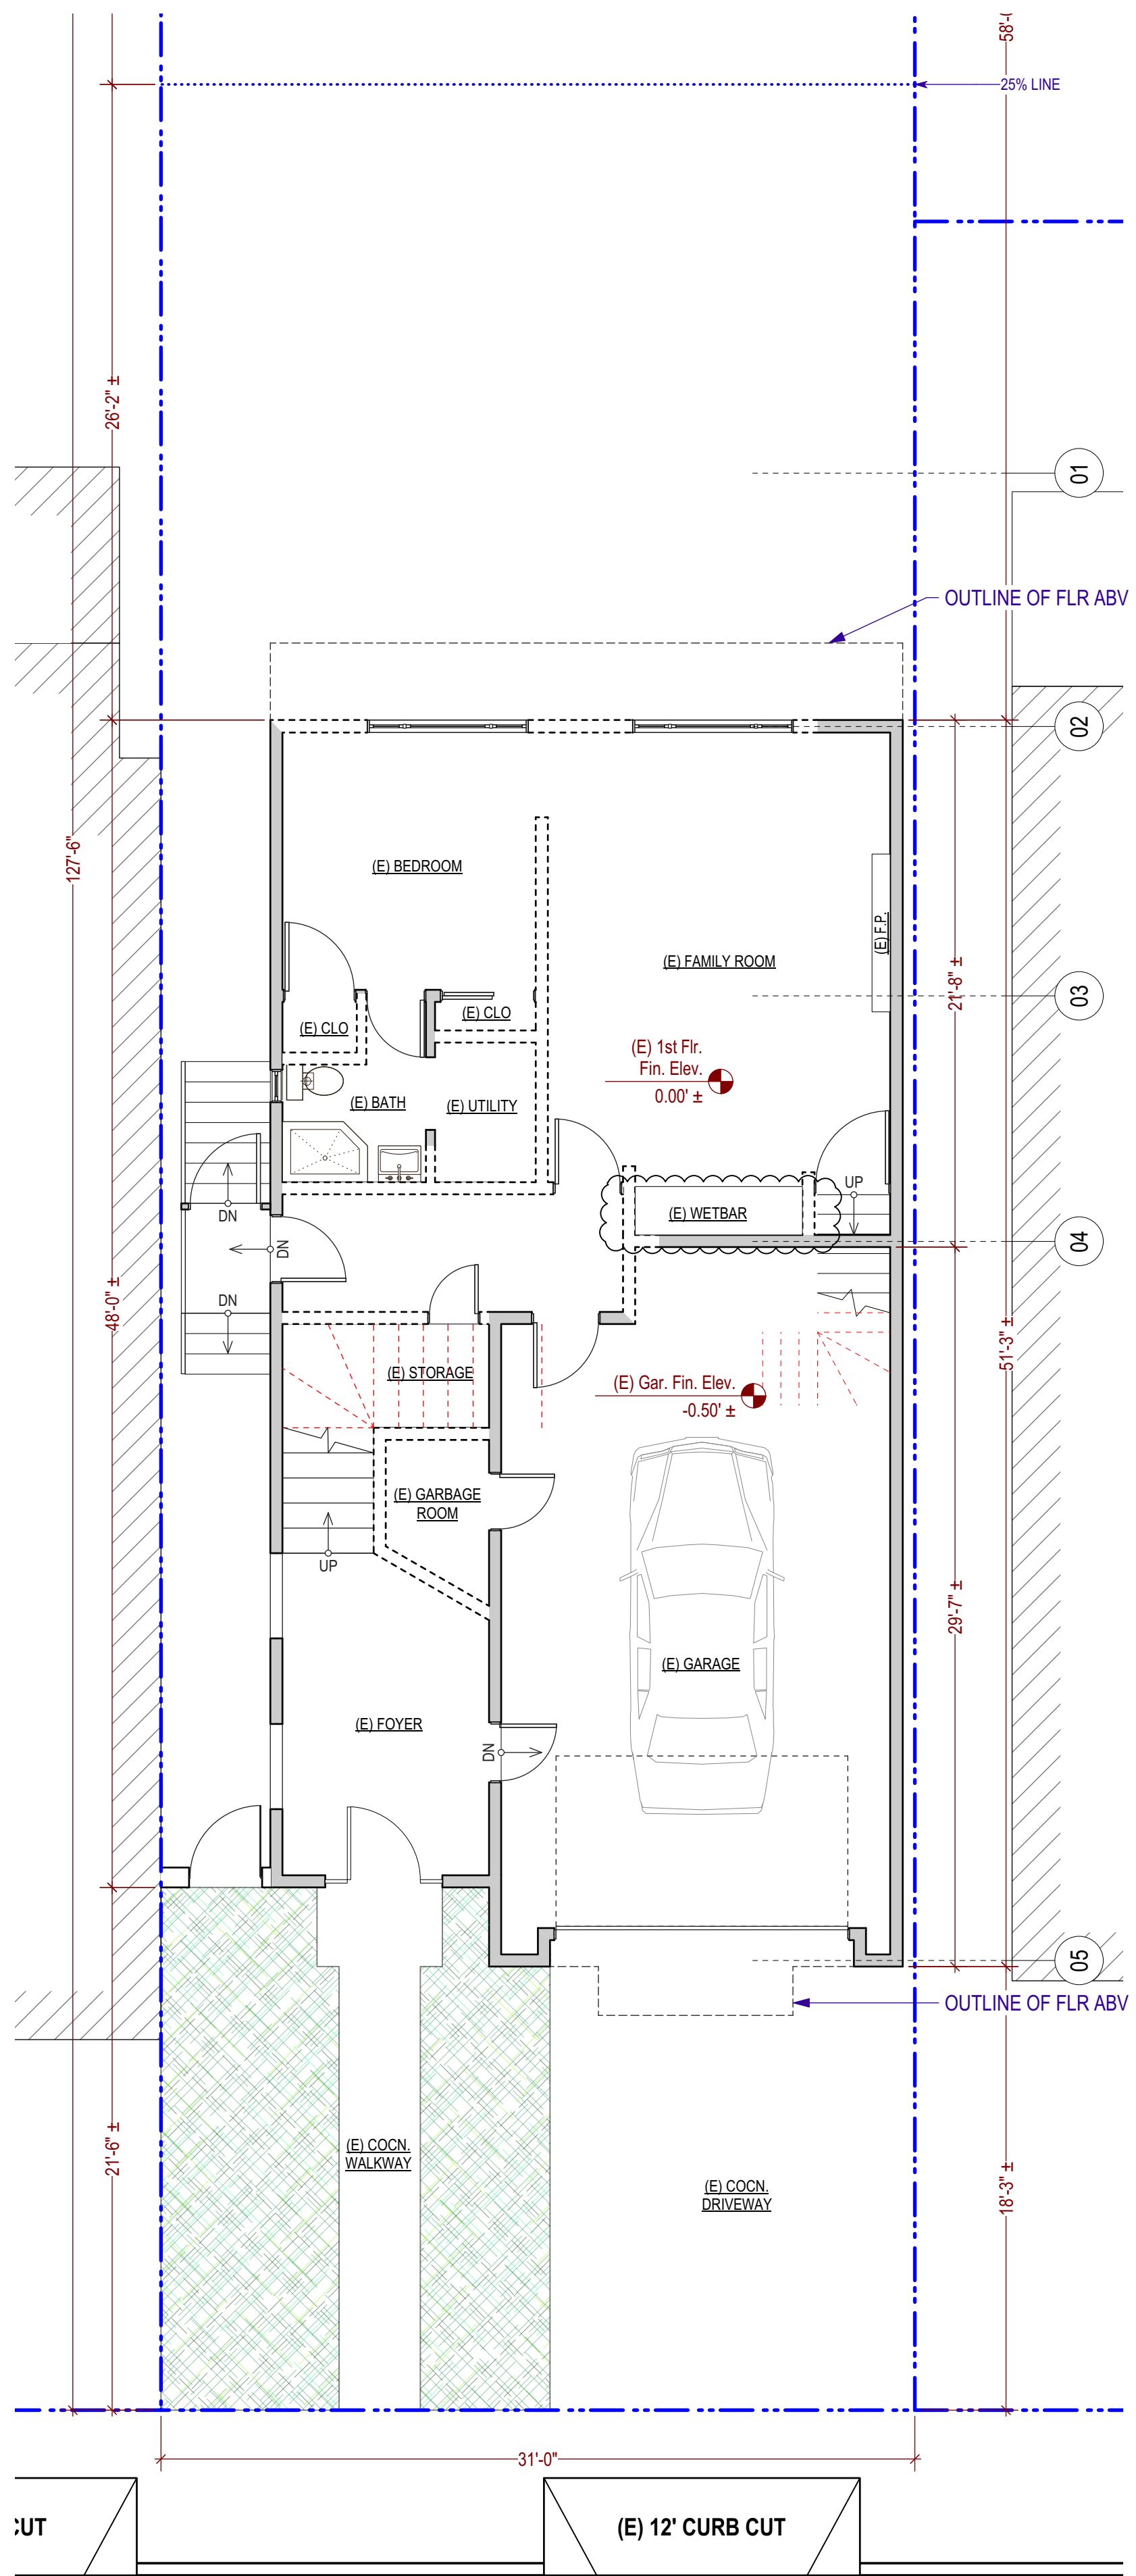 58'-(
25% LINE
26'-2" ±
01
OUTLINE OF FLR ABV
02
127'-6"
(E) BEDROOM
(E) F.P.
(E) FAMILY ROOM
21'-8" ±
03
(E) CLO
(E) CLO
(E) 1st Flr.
Fin. Elev.
0.00' ±
(E) BATH
(E) UTILITY
UP
DN
(E) WETBAR
DN
04
DN
48'-0" ±
51'-3" ±
(E) STORAGE
(E) Gar. Fin. Elev.
-0.50' ±
(E) GARBAGE
ROOM
UP
29'-7" ±
(E) GARAGE
(E) FOYER
DN
05
OUTLINE OF FLR ABV
21'-6" ±
(E) COCN.
WALKWAY
(E) COCN.
DRIVEWAY
18'-3" ±
31'-0"
CUT
(E) 12' CURB CUT